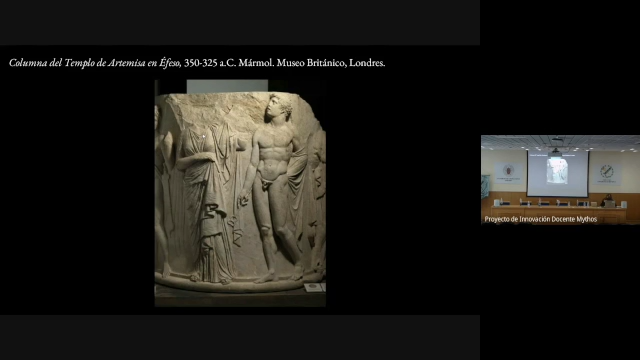 Columna del Templo de Artemisa en Éfeso, 350-325 a.C. Mármol. Museo Británico, Londres.
Proyecto de Innovación Docente Mythos